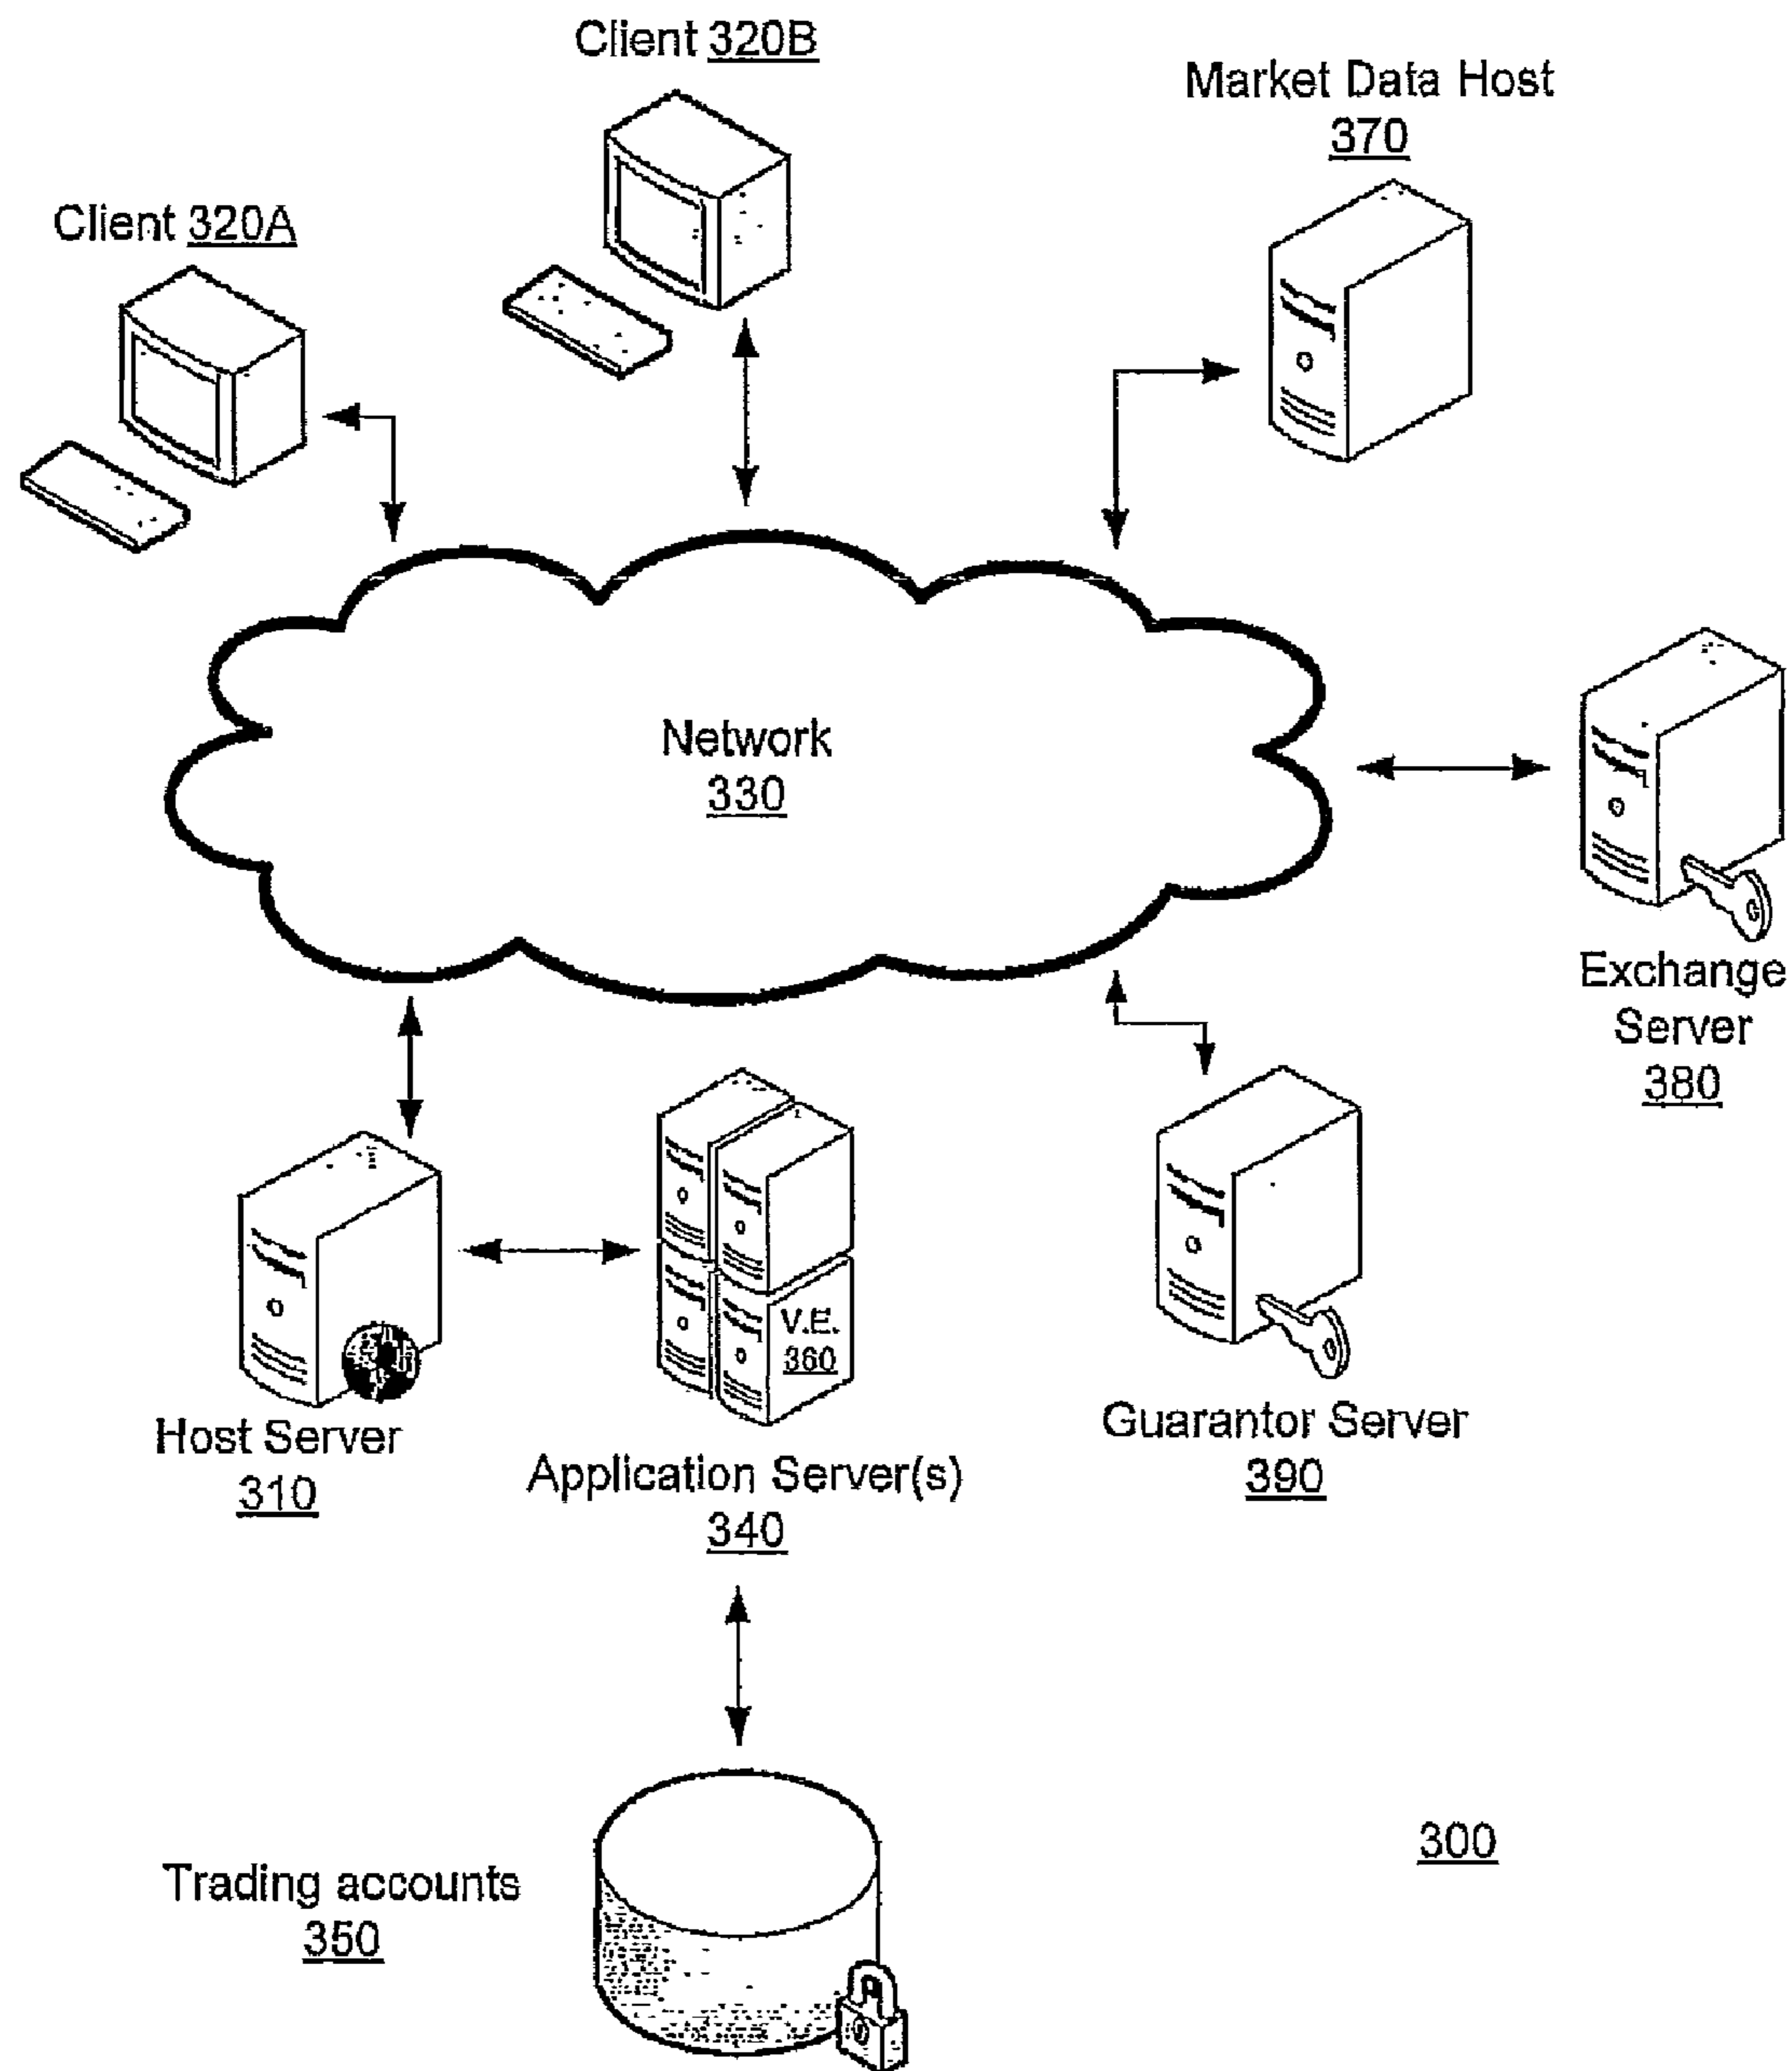 Client 320B
Market Data Host
370
Client 320A
Network
330
Exchange
Server
380
V.E.
360
Host Server
310
Application Server(s)
340
Guarantor Server
390
Trading accounts
350
300